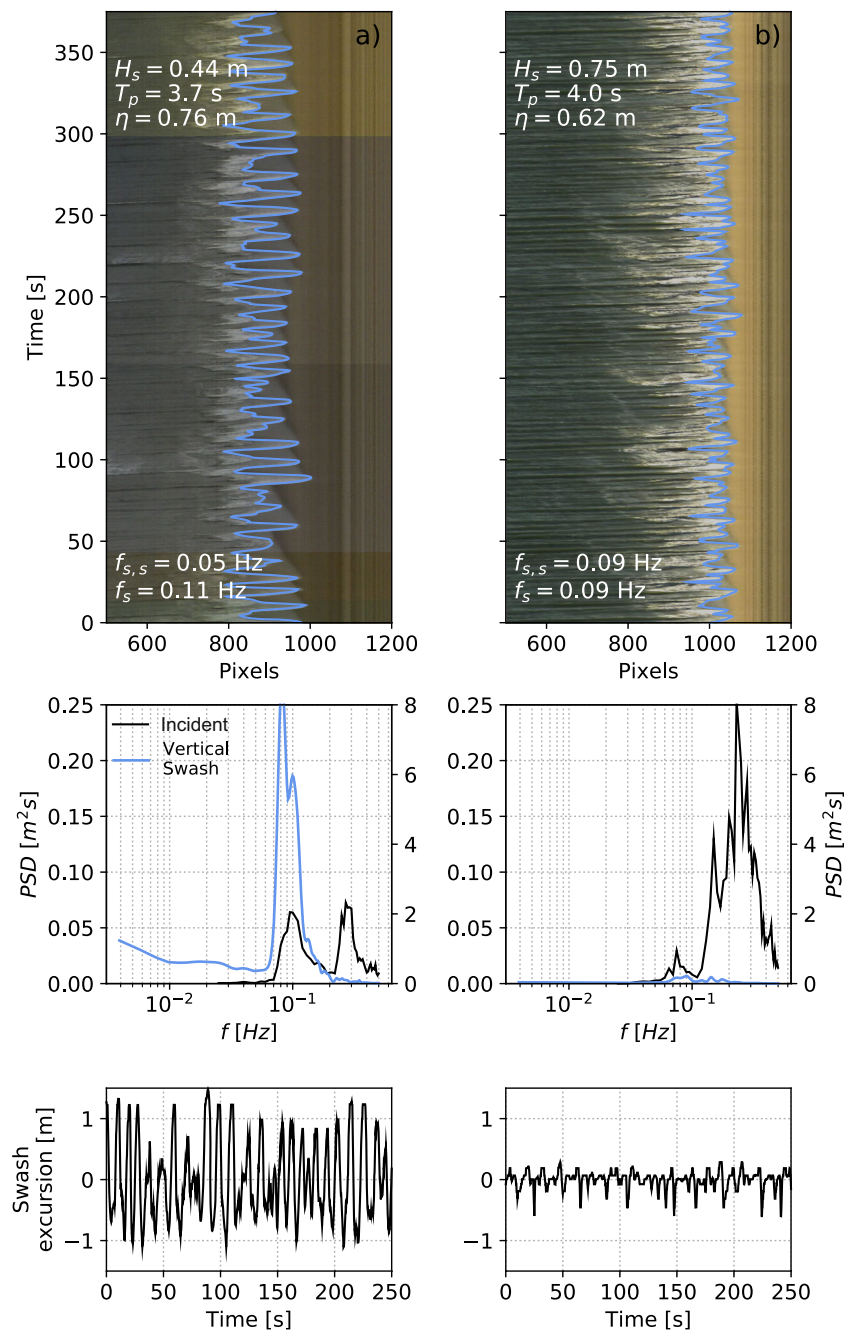 a)
H_s = 0.44 m
T_p = 3.7 s
η = 0.76 m
f_{s,s} = 0.05 Hz
f_s = 0.11 Hz
350
300
250
200
150
100
50
0
Time [s]
600 800 1000 1200
Pixels
b)
H_s = 0.75 m
T_p = 4.0 s
η = 0.62 m
f_{s,s} = 0.09 Hz
f_s = 0.09 Hz
600 800 1000 1200
Pixels
Incident
Vertical
Swash
0.25
0.20
0.15
0.10
0.05
0.00
PSD [m²s]
8
6
4
2
0
10⁻² 10⁻¹
f [Hz]
0.25
0.20
0.15
0.10
0.05
0.00
8
6
4
2
0
PSD [m²s]
10⁻² 10⁻¹
f [Hz]
1
0
−1
Swash
excursion [m]
0 50 100 150 200 250
Time [s]
1
0
−1
0 50 100 150 200 250
Time [s]